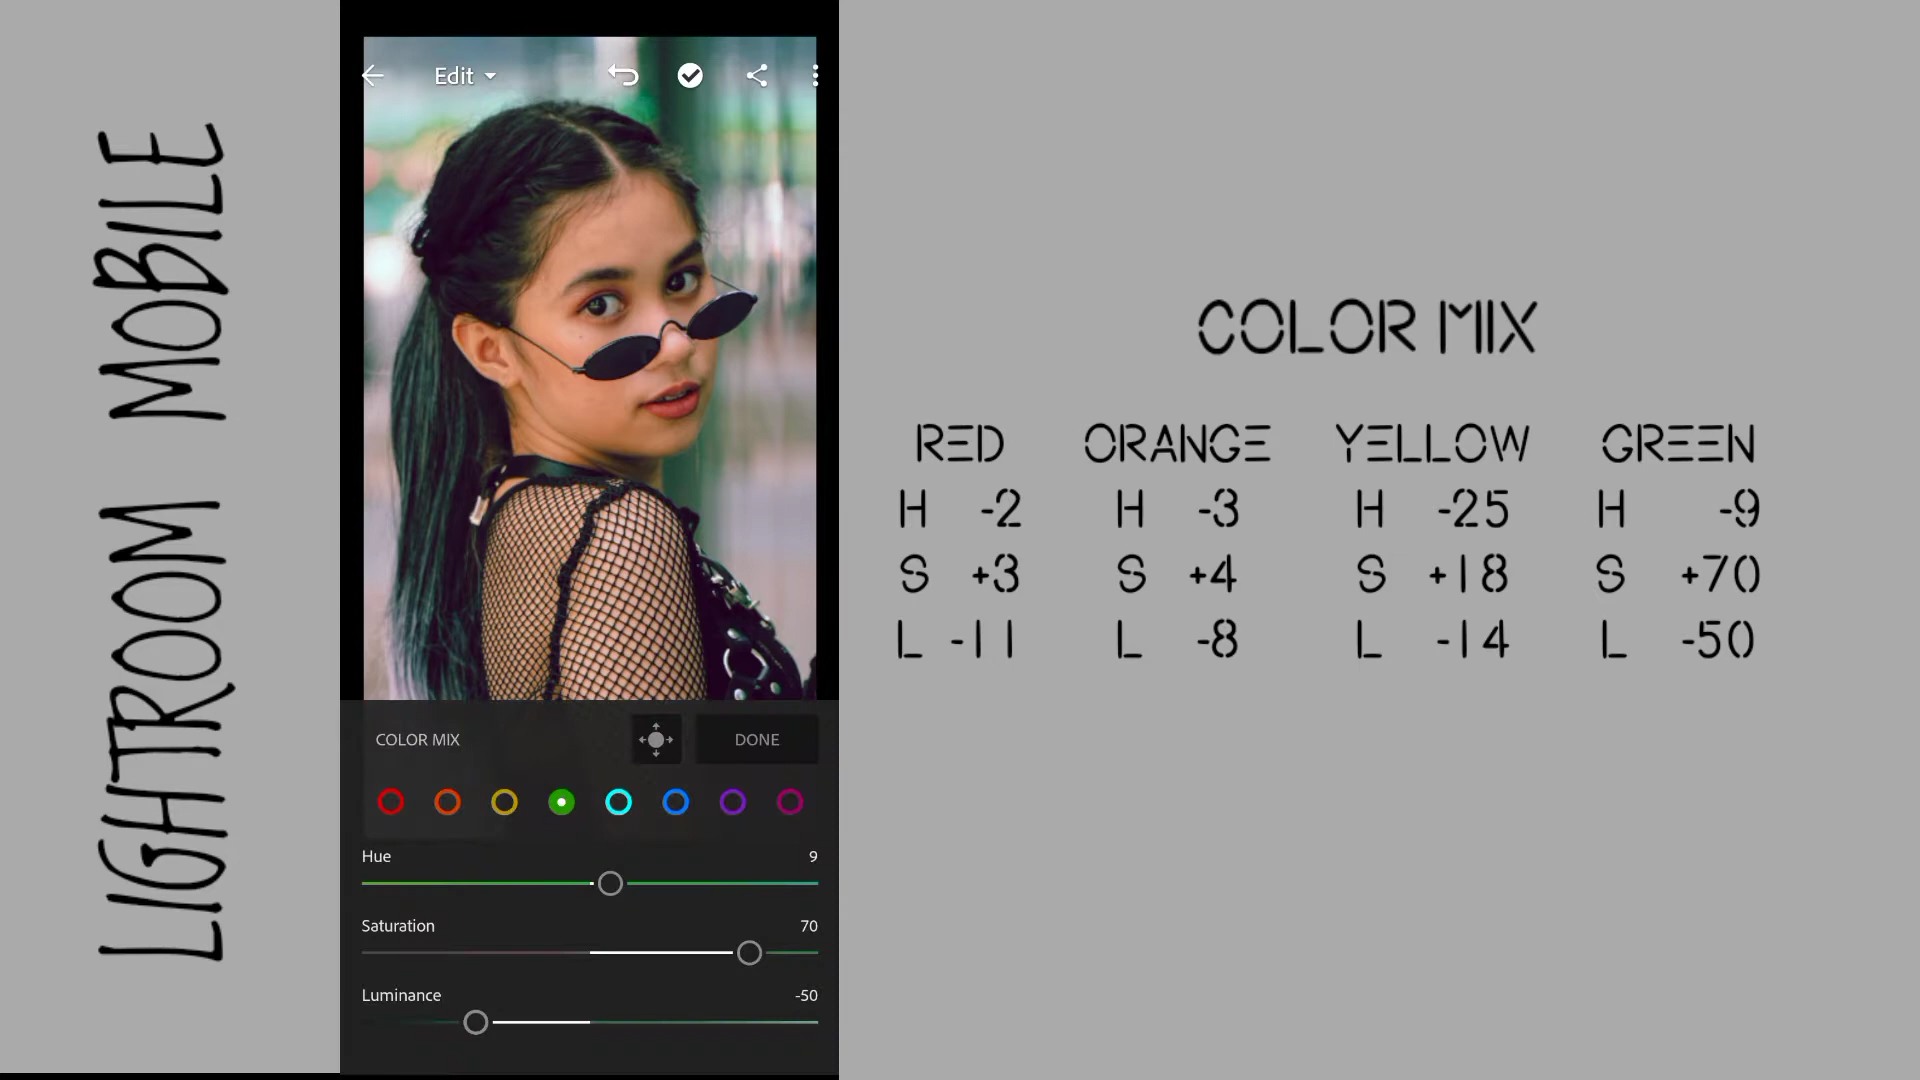 LIGHTROOM MOBILE
Edit
COLOR MIX
DONE
Hue 9
Saturation 70
Luminance -50
COLOR MIX
RED ORANGE YELLOW GREEN
H -2 H -3 H -25 H -9
S +3 S +4 S +18 S +70
L -11 L -8 L -14 L -50